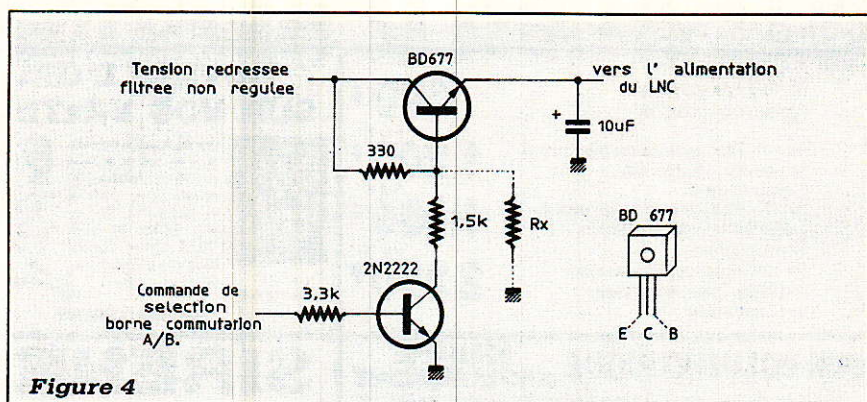 BD677
Tension redressee
filtree non regulee
vers l' alimentation
du LNC
+
10uF
330
1,5k
Rx
BD 677
2N2222
3,3k
Commande de
selection
borne commutation
A/B.
E C B
Figure 4